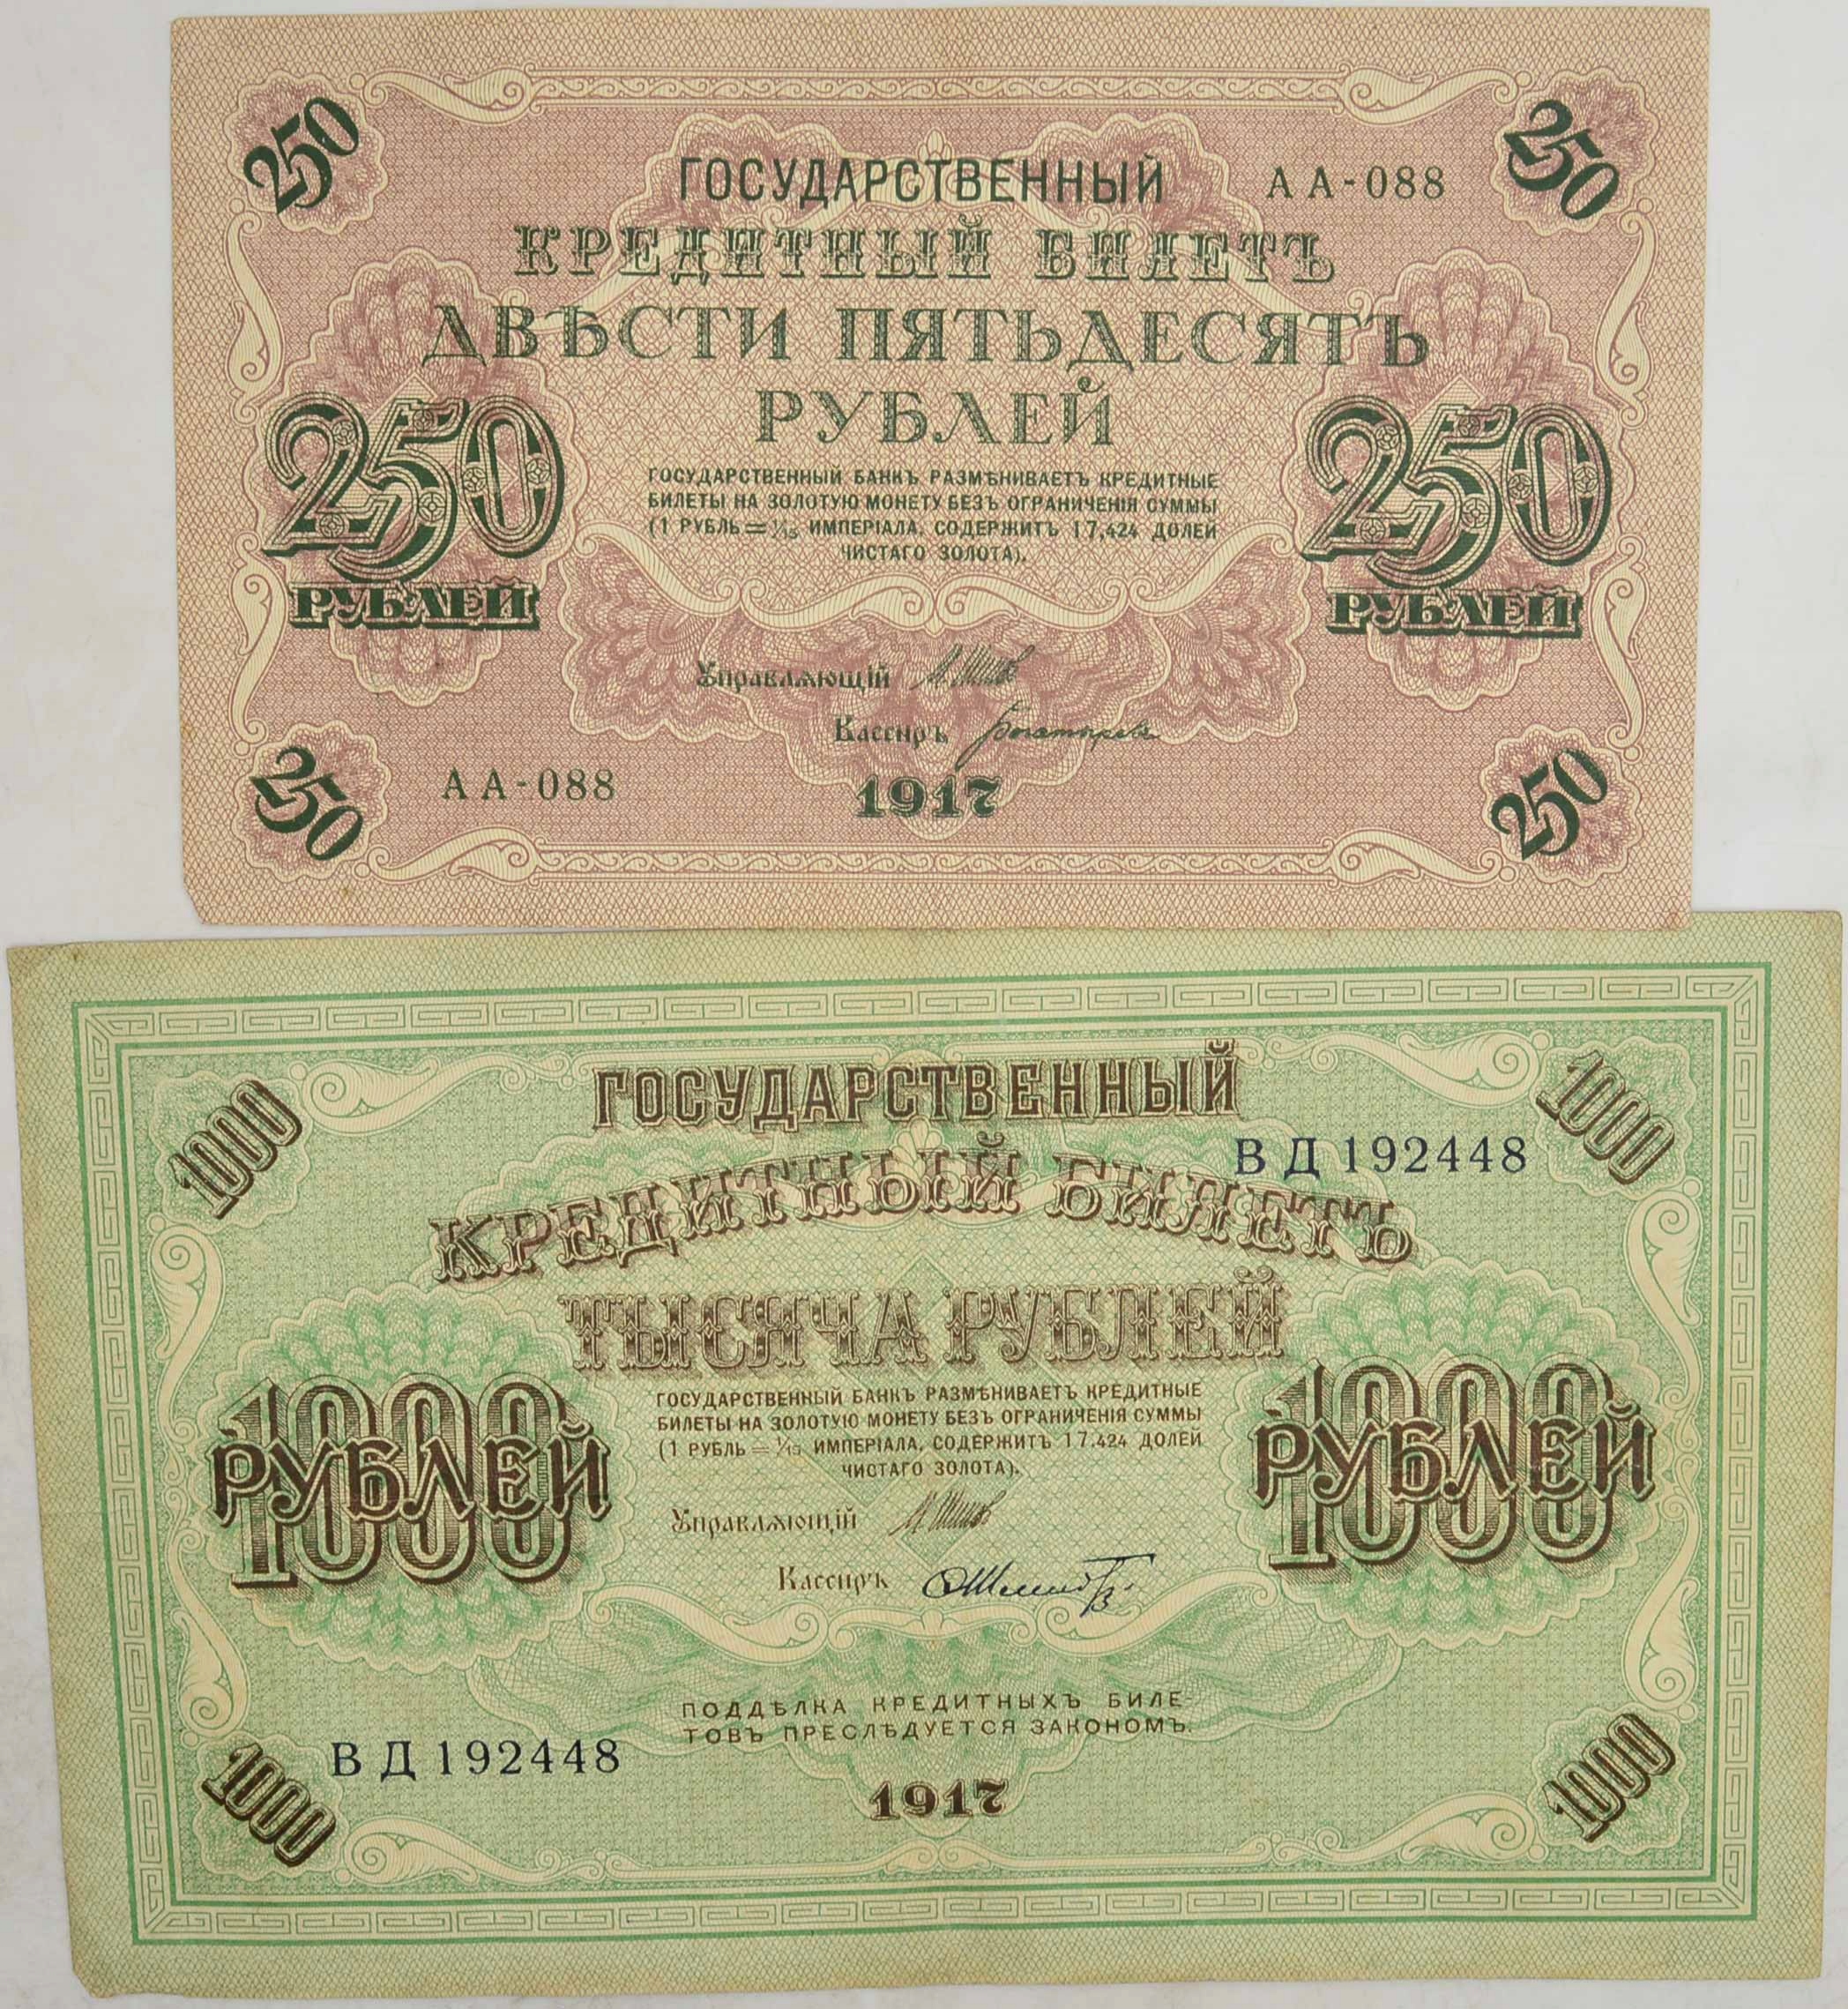 250
250
ГОСУДАРСТВЕННЫЙ
АА-088
КРЕДИТНЫЙ БИЛЕТЪ
ДВѢСТИ ПЯТЬДЕСЯТЪ
РУБЛЕЙ
250
РУБЛЕЙ
250
РУБЛЕЙ
ГОСУДАРСТВЕННЫЙ БАНКЪ РАЗМѢНИВАЕТЪ КРЕДИТНЫЕ
БИЛЕТЫ НА ЗОЛОТУЮ МОНЕТУ БЕЗЪ ОГРАНИЧЕНІЯ СУММЫ
(1 РУБЛЬ = 1/15 ИМПЕРІАЛА, СОДЕРЖИТЪ 17,424 ДОЛЕЙ
ЧИСТАГО ЗОЛОТА).
Управляющій И. Шипов
Кассиръ Богатырева
250
АА-088
1917
250
1000
1000
ГОСУДАРСТВЕННЫЙ
ВД 192448
КРЕДИТНЫЙ БИЛЕТЪ
ТЫСЯЧА РУБЛЕЙ
1000
РУБЛЕЙ
1000
РУБЛЕЙ
ГОСУДАРСТВЕННЫЙ БАНКЪ РАЗМѢНИВАЕТЪ КРЕДИТНЫЕ
БИЛЕТЫ НА ЗОЛОТУЮ МОНЕТУ БЕЗЪ ОГРАНИЧЕНІЯ СУММЫ
(1 РУБЛЬ = 1/15 ИМПЕРІАЛА, СОДЕРЖИТЪ 17.424 ДОЛЕЙ
ЧИСТАГО ЗОЛОТА).
Управляющій И. Шипов
Кассиръ
ПОДДѢЛКА КРЕДИТНЫХЪ БИЛЕ-
ТОВЪ ПРЕСЛѢДУЕТСЯ ЗАКОНОМЪ.
ВД 192448
1917
1000
1000